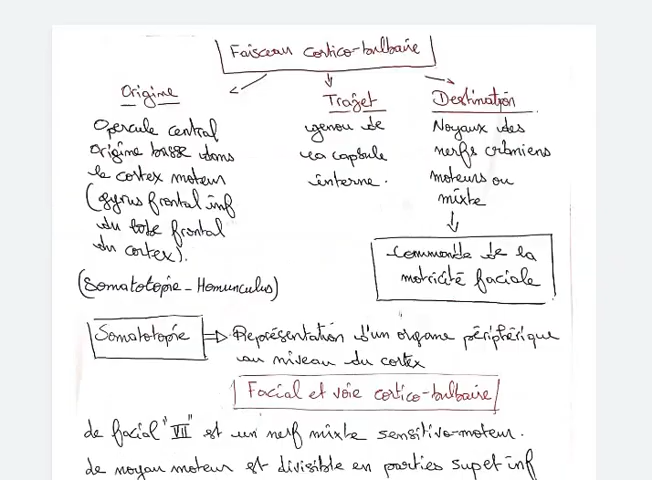 Faisceau cortico-bulbaire
Origine
Opercule central
Origine basse dans
le cortex moteur
(gyrus frontal inf
du lobe frontal
du cortex).
(Somatotopie - Homunculus)
Trajet
genou de
la capsule
interne.
Destination
Noyaux des
nerfs crâniens
moteurs ou
mixte
Commande de la
motricité faciale
Somatotopie => Représentation d'un organe périphérique
au niveau du cortex
Facial et voie cortico-bulbaire
Le facial "VII" est un nerf mixte sensitivo-moteur.
Le noyau moteur est divisible en parties sup et inf